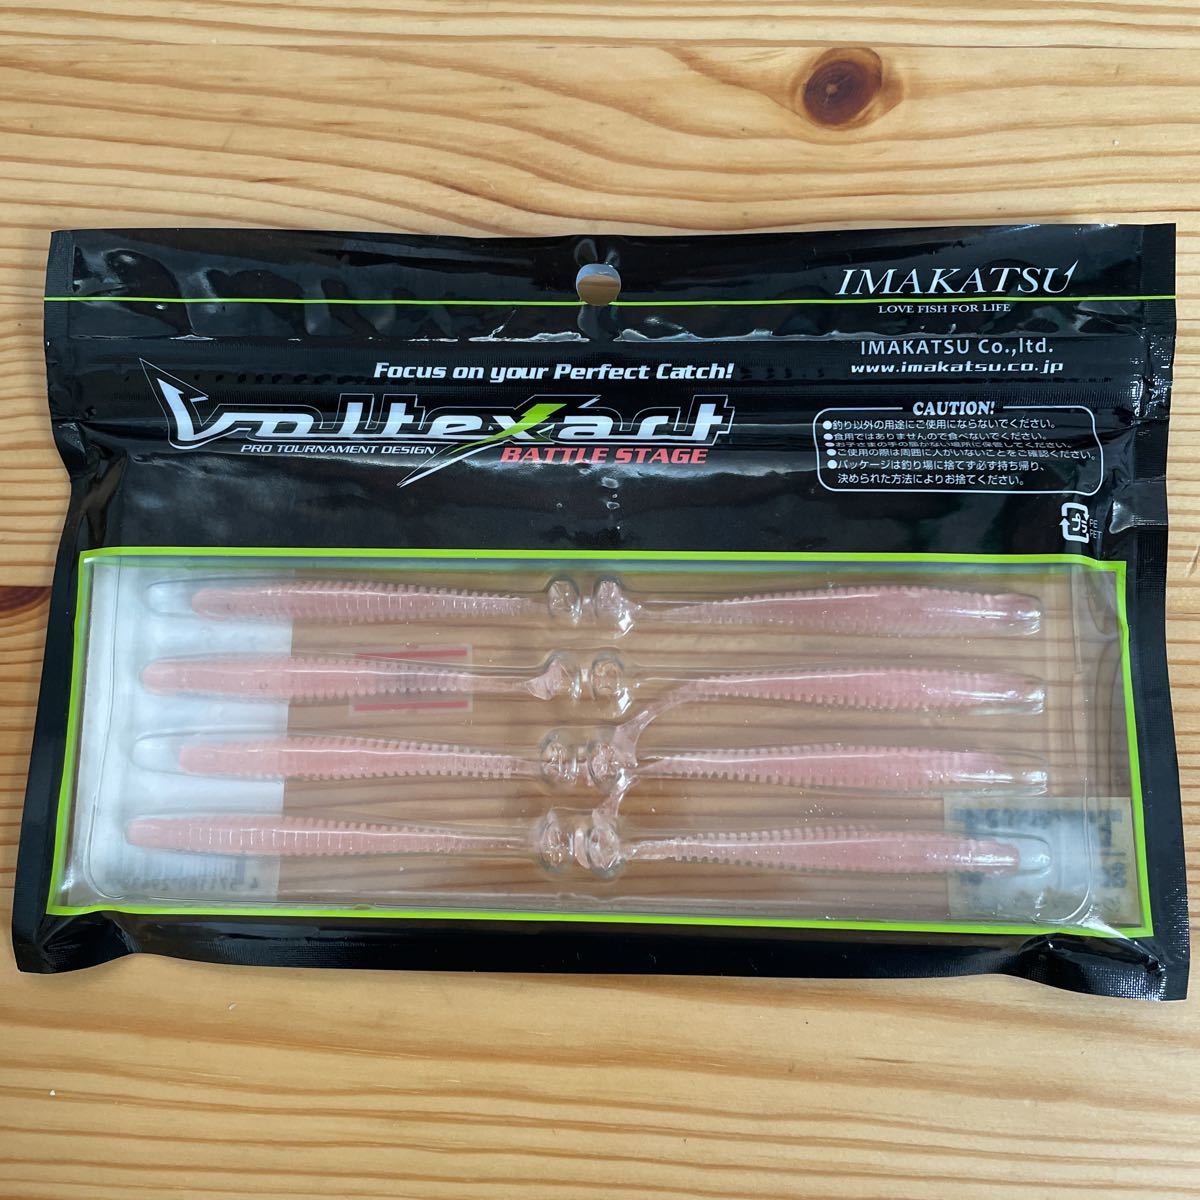 IMAKATSU
LOVE FISH FOR LIFE
IMAKATSU Co.,ltd.
www.imakatsu.co.jp
Focus on your Perfect Catch!
Voltex'art
PRO TOURNAMENT DESIGN
BATTLE STAGE
CAUTION!
●釣り以外の用途にご使用にならないでください。
●食用ではありませんので食べないでください。
●お子さまの手の届かない場所に保管してください。
●ご使用の際は周囲に人がいないことをご確認ください。
●パッケージは釣り場に捨てず必ず持ち帰り、
決められた方法によりお捨てください。
プラ
PE
PET